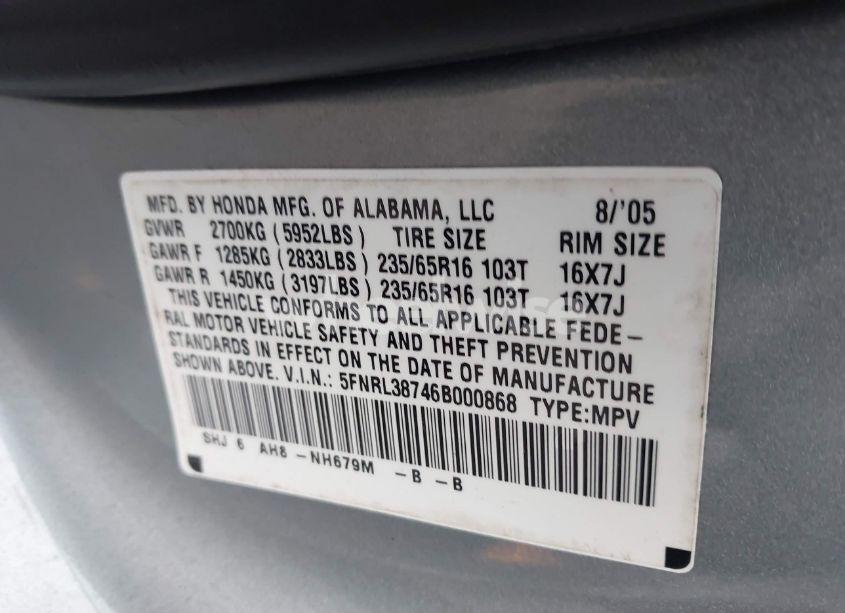 MFD. BY HONDA MFG. OF ALABAMA, LLC 8/'05
GVWR 2700KG (5952LBS) TIRE SIZE RIM SIZE
GAWR F 1285KG (2833LBS) 235/65R16 103T 16X7J
GAWR R 1450KG (3197LBS) 235/65R16 103T 16X7J
THIS VEHICLE CONFORMS TO ALL APPLICABLE FEDE-
RAL MOTOR VEHICLE SAFETY AND THEFT PREVENTION
STANDARDS IN EFFECT ON THE DATE OF MANUFACTURE
SHOWN ABOVE. V.I.N.: 5FNRL38746B000868 TYPE:MPV
SHJ 6 AH8 -NH679M -B -B